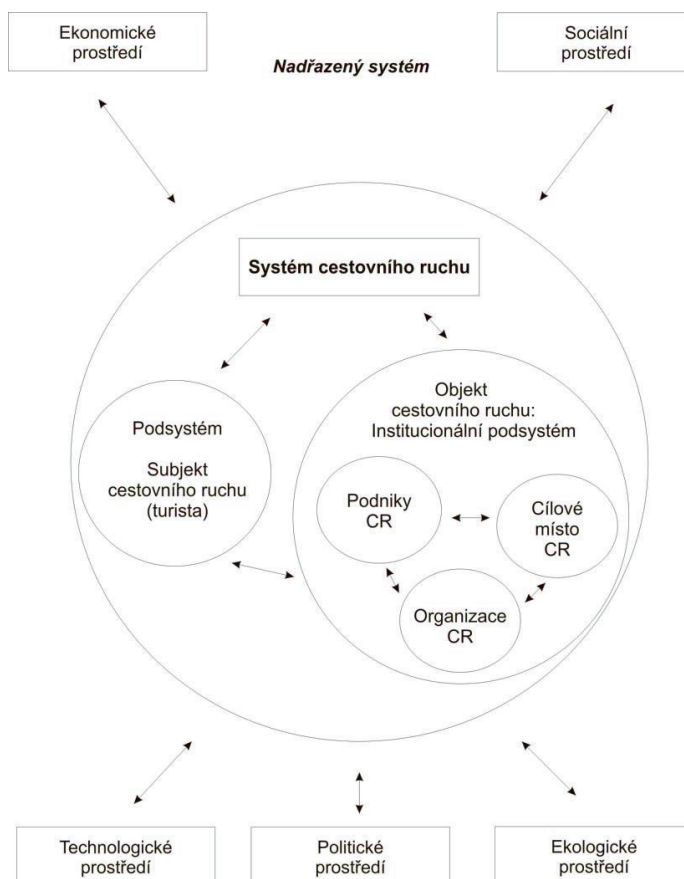 Ekonomické
prostředí
Nadřazený systém
Sociální
prostředí
Systém cestovního ruchu
Podsystém
Subjekt
cestovního ruchu
(turista)
Objekt
cestovního ruchu:
Institucionální podsystém
Podniky
CR
Cílové
místo
CR
Organizace
CR
Technologické
prostředí
Politické
prostředí
Ekologické
prostředí